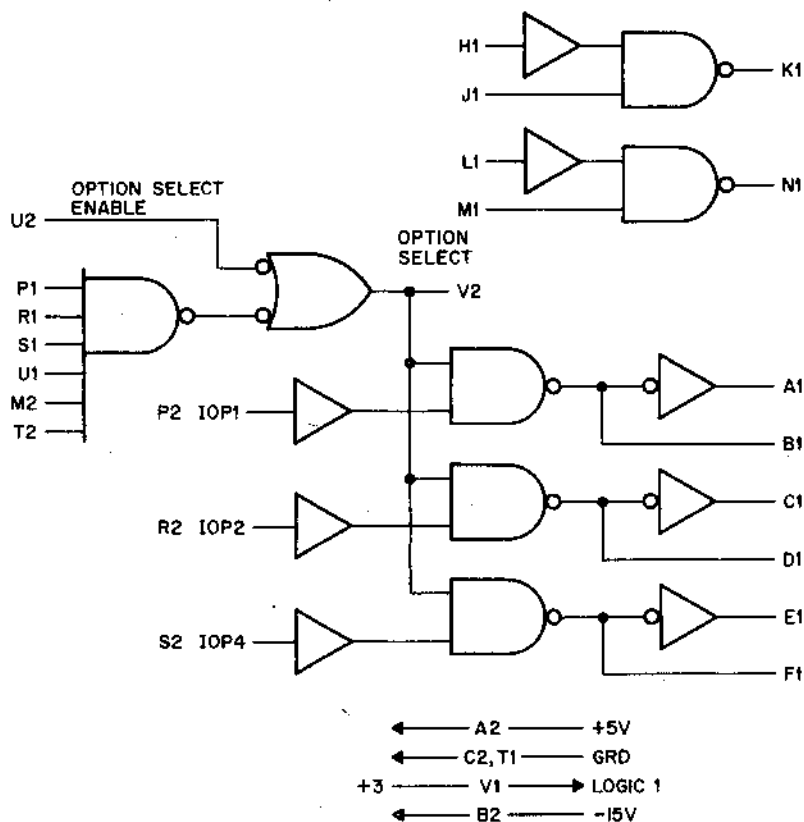 H1
K1
J1
L1
N1
M1
OPTION SELECT
ENABLE
U2
OPTION
SELECT
V2
P1
R1
S1
U1
M2
T2
P2 IOP1
A1
B1
R2 IOP2
C1
D1
S2 IOP4
E1
F1
A2 +5V
C2, T1 GRD
+3 V1 LOGIC 1
B2 -15V